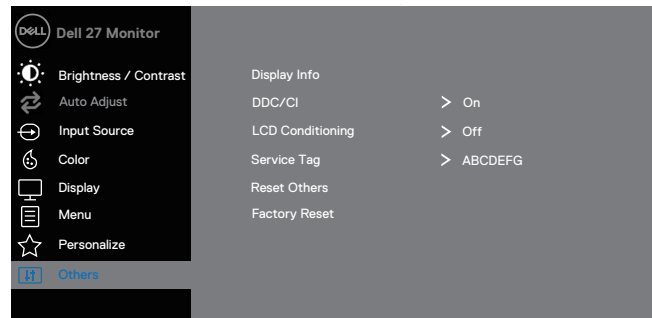 DELL Dell 27 Monitor
Brightness / Contrast
Auto Adjust
Input Source
Color
Display
Menu
Personalize
Others
Display Info
DDC/CI > On
LCD Conditioning > Off
Service Tag > ABCDEFG
Reset Others
Factory Reset